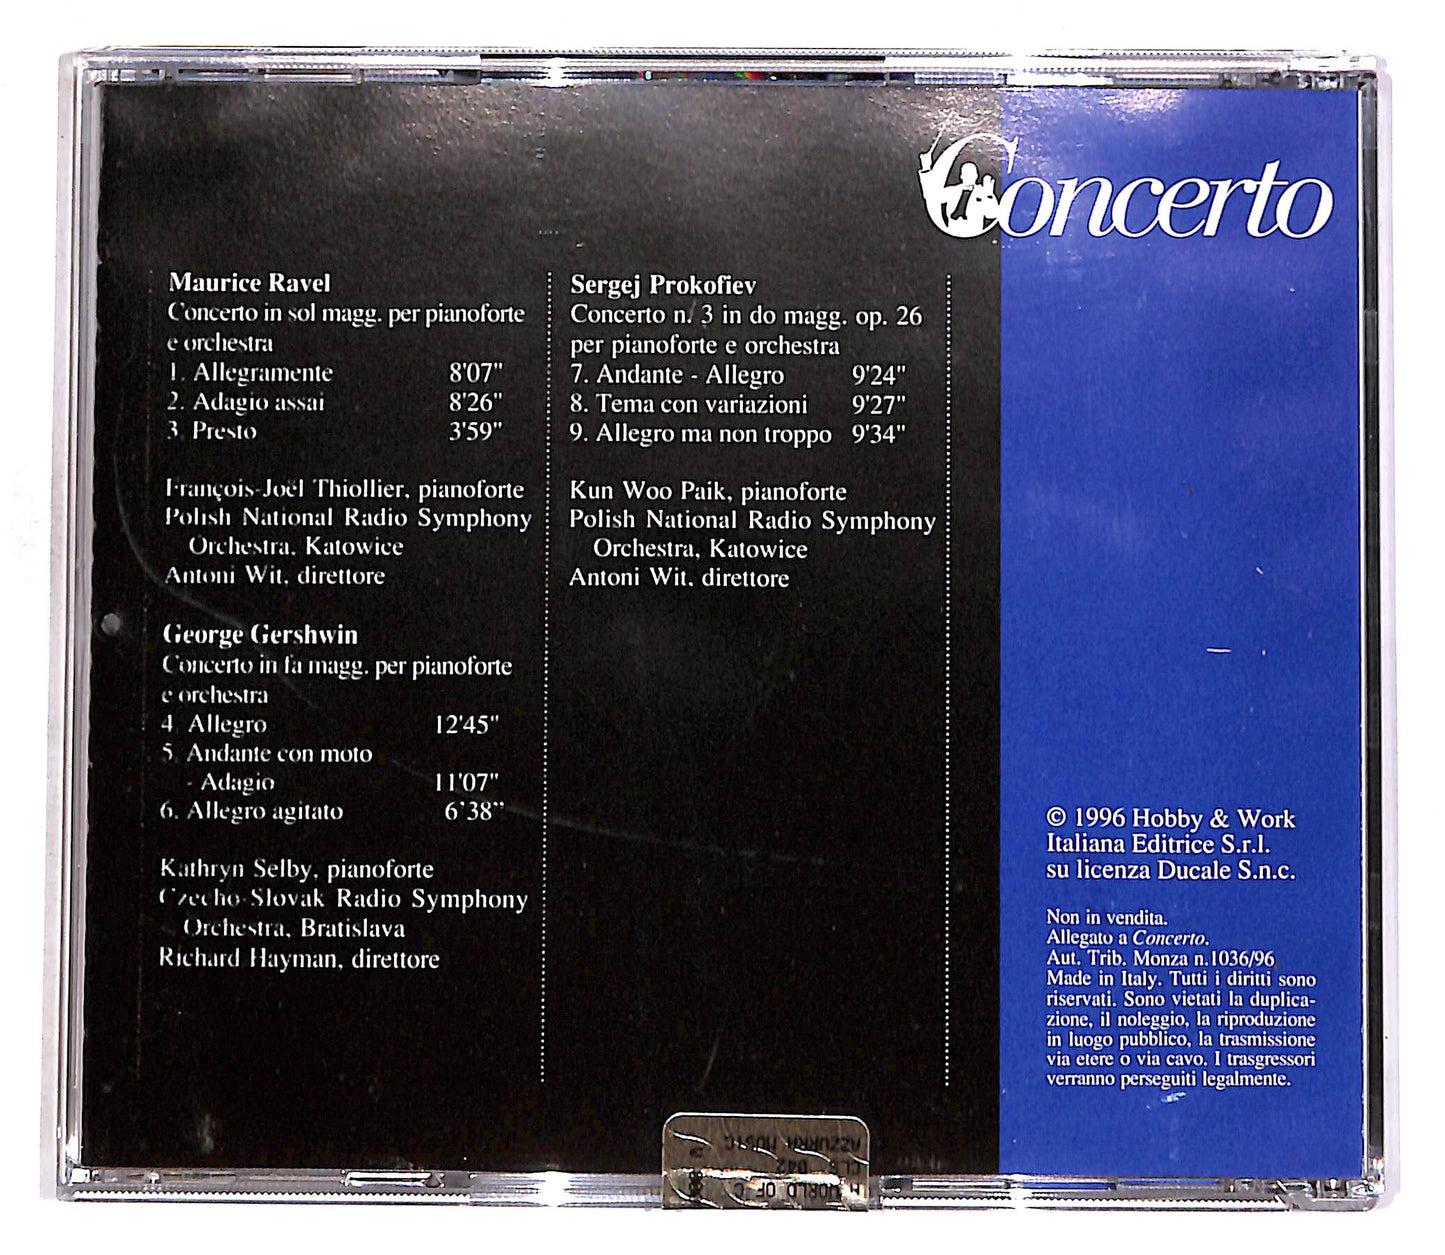 Concerto
Maurice Ravel
Concerto in sol magg. per pianoforte
e orchestra
1. Allegramente 8'07"
2. Adagio assai 8'26"
3. Presto 3'59"
François-Joël Thiollier, pianoforte
Polish National Radio Symphony
Orchestra, Katowice
Antoni Wit, direttore
George Gershwin
Concerto in fa magg. per pianoforte
e orchestra
4 Allegro 12'45"
5. Andante con moto
- Adagio 11'07"
6. Allegro agitato 6'38"
Kathryn Selby, pianoforte
Czecho-Slovak Radio Symphony
Orchestra, Bratislava
Richard Hayman, direttore
Sergej Prokofiev
Concerto n. 3 in do magg. op. 26
per pianoforte e orchestra
7. Andante - Allegro 9'24"
8. Tema con variazioni 9'27"
9. Allegro ma non troppo 9'34"
Kun Woo Paik, pianoforte
Polish National Radio Symphony
Orchestra, Katowice
Antoni Wit, direttore
© 1996 Hobby & Work
Italiana Editrice S.r.l.
su licenza Ducale S.n.c.
Non in vendita.
Allegato a Concerto.
Aut. Trib. Monza n.1036/96
Made in Italy. Tutti i diritti sono
riservati. Sono vietati la duplica-
zione, il noleggio, la riproduzione
in luogo pubblico, la trasmissione
via etere o via cavo. I trasgressori
verranno perseguiti legalmente.
AZZURRA MUSIC
WORLD OF C